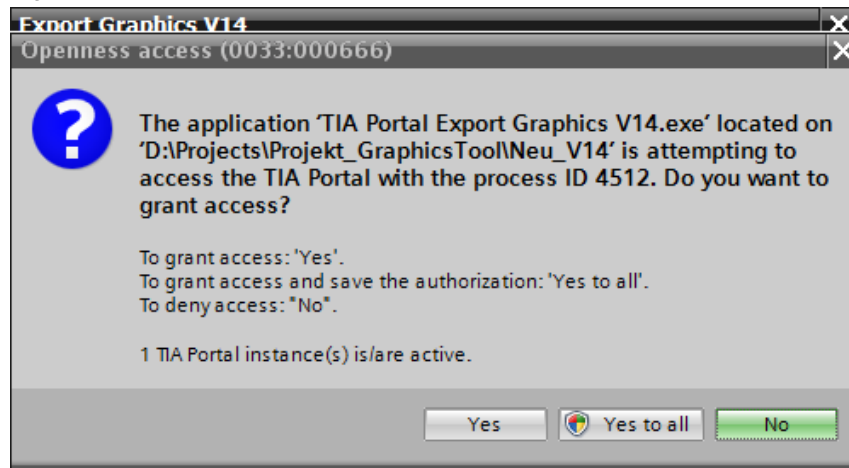 Export Graphics V14
Openness access (0033:000666)
The application 'TIA Portal Export Graphics V14.exe' located on
'D:\Projects\Projekt_GraphicsTool\Neu_V14' is attempting to
access the TIA Portal with the process ID 4512. Do you want to
grant access?
To grant access: 'Yes'.
To grant access and save the authorization: 'Yes to all'.
To deny access: "No".
1 TIA Portal instance(s) is/are active.
Yes
Yes to all
No